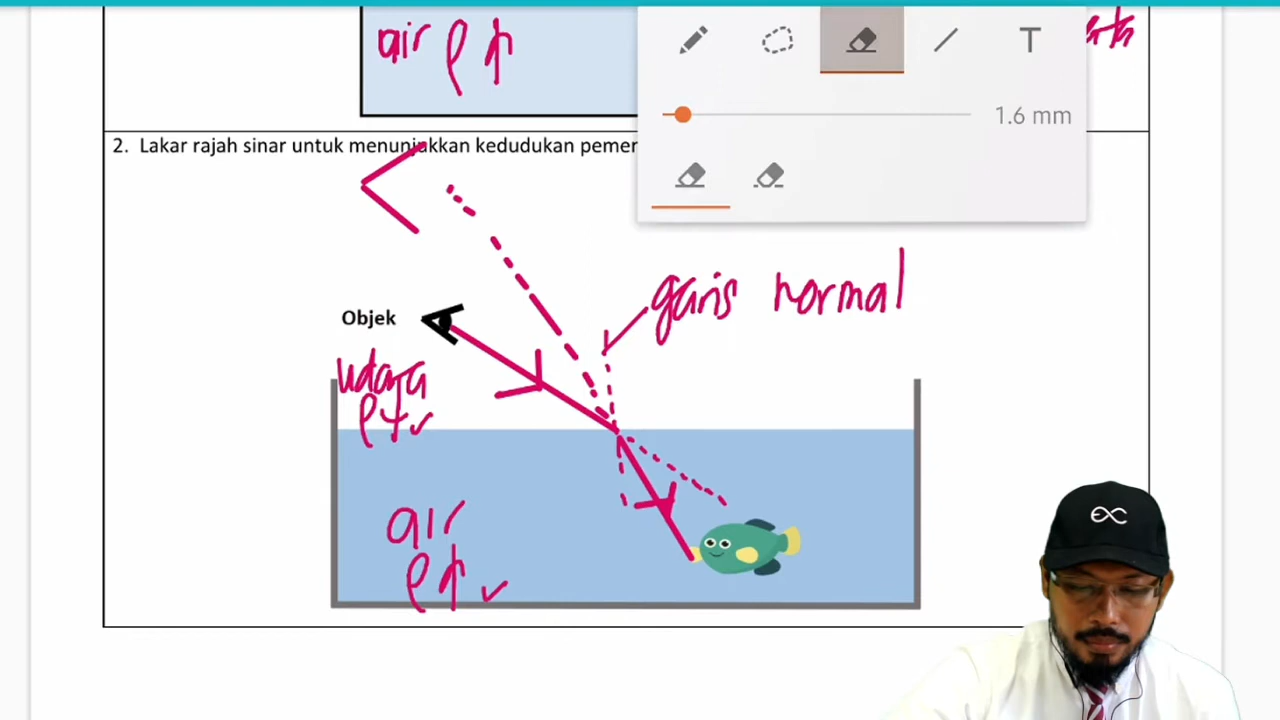 air ρ↑
2. Lakar rajah sinar untuk menunjukkan kedudukan pemer
T
1.6 mm
garis normal
Objek
udara
ρ↓✓
air
ρ↑✓